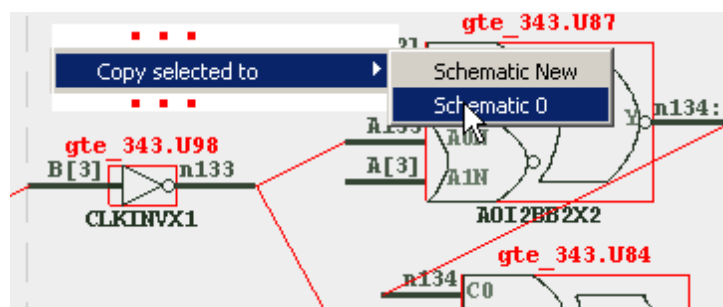 gte_343.U87
Copy selected to
Schematic New
Schematic 0
gte_343.U98
B[3]
n133
A[3]
A0N
A1N
Y
n134:
CLKINVX1
AOI2BB2X2
gte_343.U84
n134
C0